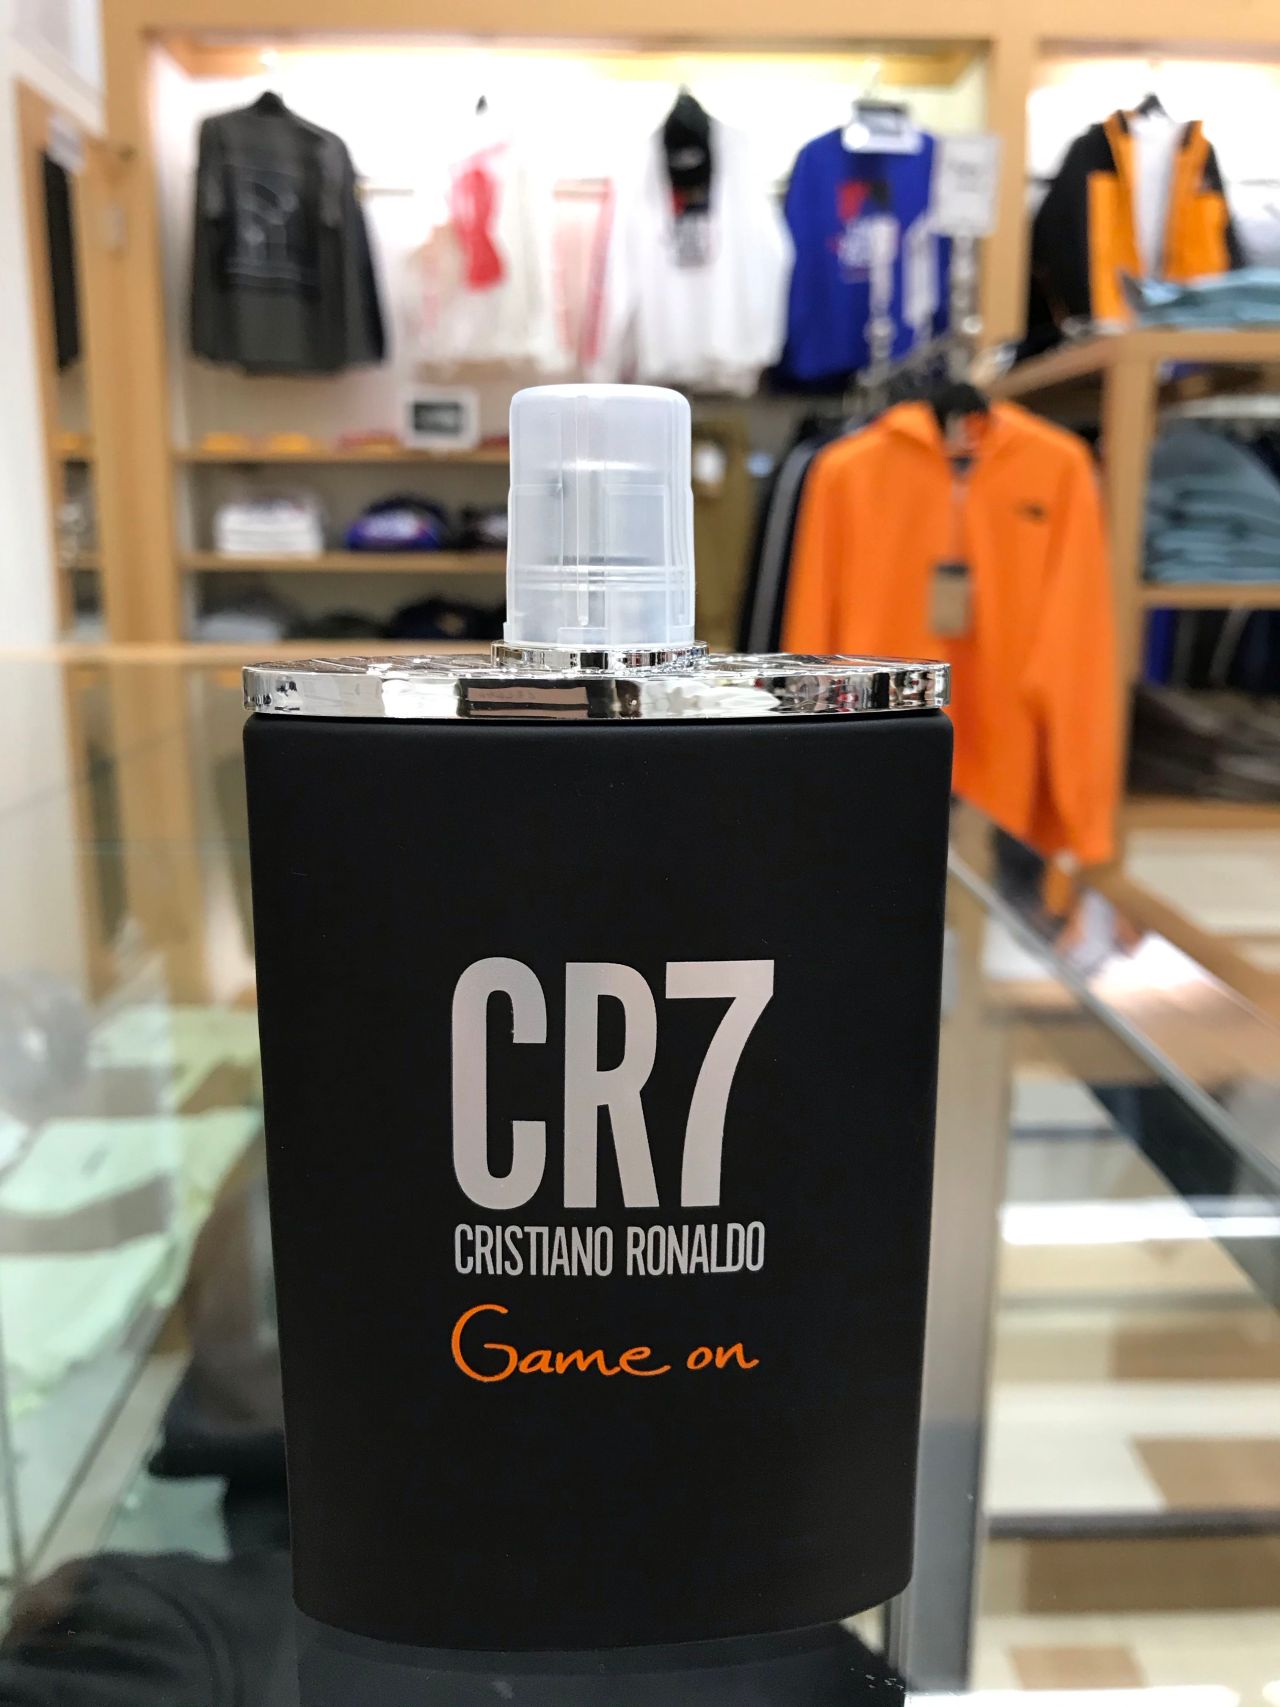 CR7
CRISTIANO RONALDO
Game on